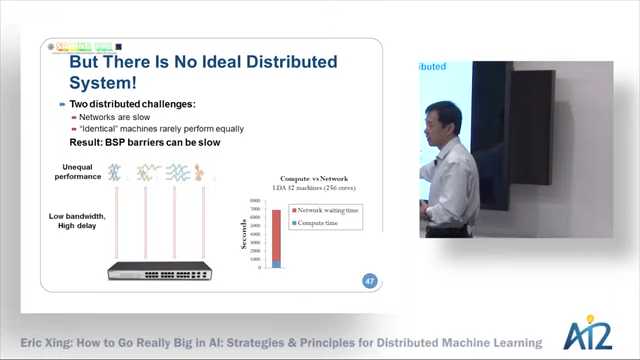 But There Is No Ideal Distributed
System!
Two distributed challenges:
Networks are slow
"Identical" machines rarely perform equally
Result: BSP barriers can be slow
Unequal
performance
Low bandwidth,
High delay
Compute vs Network
LDA 32 machines (256 cores)
Seconds
8000
7000
6000
5000
4000
3000
2000
1000
0
Network waiting time
Compute time
47
Eric Xing: How to Go Really Big in AI: Strategies & Principles for Distributed Machine Learning
AI2